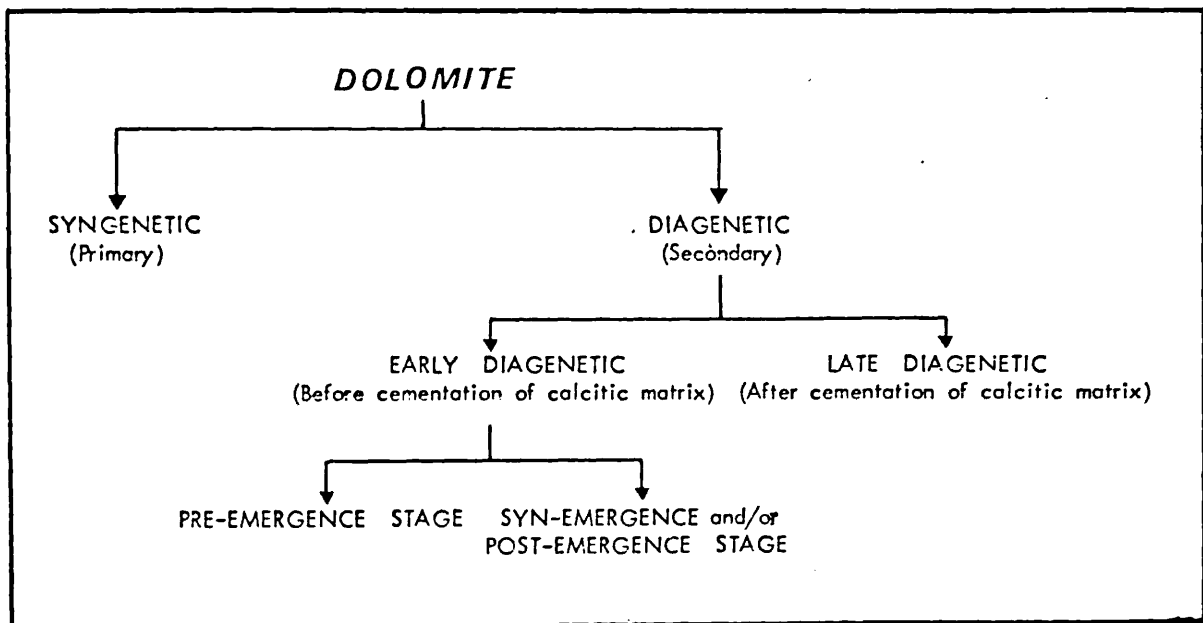 DOLOMITE
SYNGENETIC
(Primary)
DIAGENETIC
(Secondary)
EARLY DIAGENETIC
(Before cementation of calcitic matrix)
LATE DIAGENETIC
(After cementation of calcitic matrix)
PRE-EMERGENCE STAGE
SYN-EMERGENCE and/or
POST-EMERGENCE STAGE